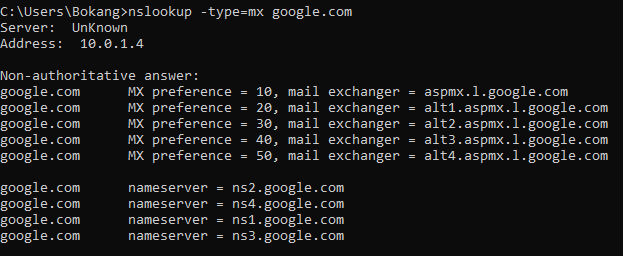 C:\Users\Bokang>nslookup -type=mx google.com
Server:  UnKnown
Address:  10.0.1.4

Non-authoritative answer:
google.com      MX preference = 10, mail exchanger = aspmx.l.google.com
google.com      MX preference = 20, mail exchanger = alt1.aspmx.l.google.com
google.com      MX preference = 30, mail exchanger = alt2.aspmx.l.google.com
google.com      MX preference = 40, mail exchanger = alt3.aspmx.l.google.com
google.com      MX preference = 50, mail exchanger = alt4.aspmx.l.google.com

google.com      nameserver = ns2.google.com
google.com      nameserver = ns4.google.com
google.com      nameserver = ns1.google.com
google.com      nameserver = ns3.google.com